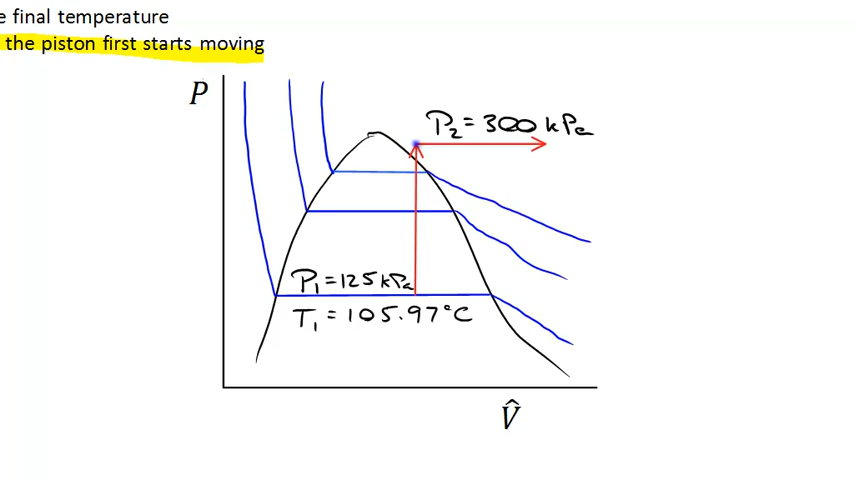 e final temperature
the piston first starts moving
P
P₂ = 300 kPa
P₁ = 125 kPa
T₁ = 105.97°C
V̂